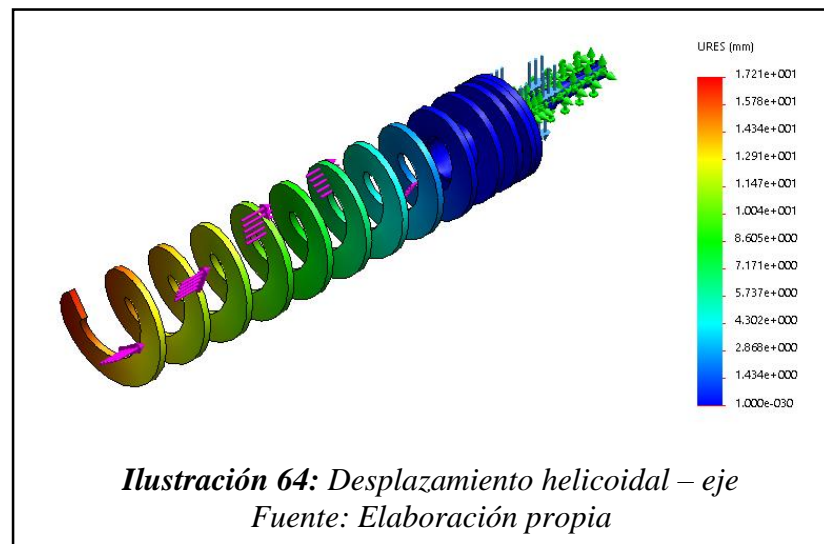 URES (mm)
1.721e+001
1.578e+001
1.434e+001
1.291e+001
1.147e+001
1.004e+001
8.605e+000
7.171e+000
5.737e+000
4.302e+000
2.868e+000
1.434e+000
1.000e-030
Ilustración 64: Desplazamiento helicoidal – eje
Fuente: Elaboración propia